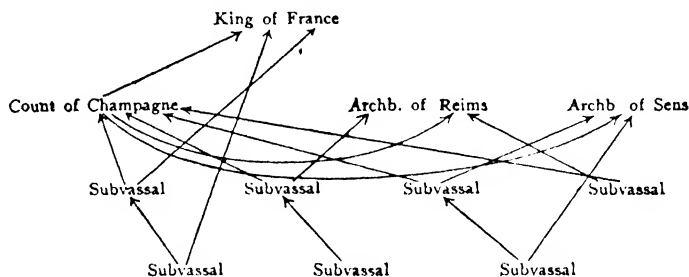 King of France
Count of Champagne Archb. of Reims Archb of Sens
Subvassal Subvassal Subvassal Subvassal
Subvassal Subvassal Subvassal